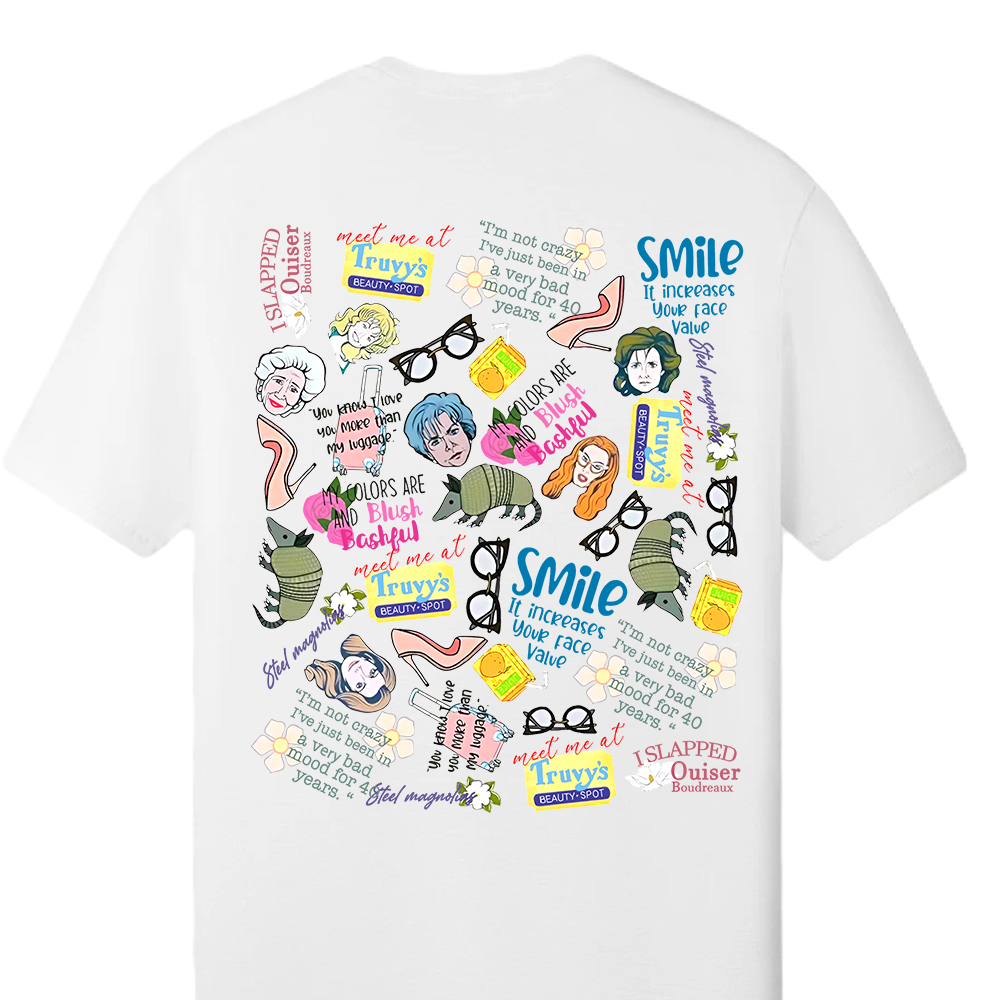 I SLAPPED
Ouiser
Boudreaux
meet me at
Truvy's
BEAUTY·SPOT
“I'm not crazy
I've just been in
a very bad
mood for 40
years. “
SMile
It increases
Your Face
Value
Steel magnolias
"You know I love
you More than
My luggage."
MY COLORS ARE
AND Blush
Bashful
meet me at
Truvy's
BEAUTY·SPOT
JUICE
MY COLORS ARE
AND Blush
Bashful
meet me at
Truvy's
BEAUTY·SPOT
SMile
It increases
Your Face
Value
JUICE
Steel magnolias
“I'm not crazy
I've just been in
a very bad
mood for 40
years. “
JUICE
“I'm not crazy
I've just been in
a very bad
mood for 40
years. “
"You know I love
you More than
My luggage."
Steel magnolias
meet me at
Truvy's
BEAUTY·SPOT
I SLAPPED
Ouiser
Boudreaux